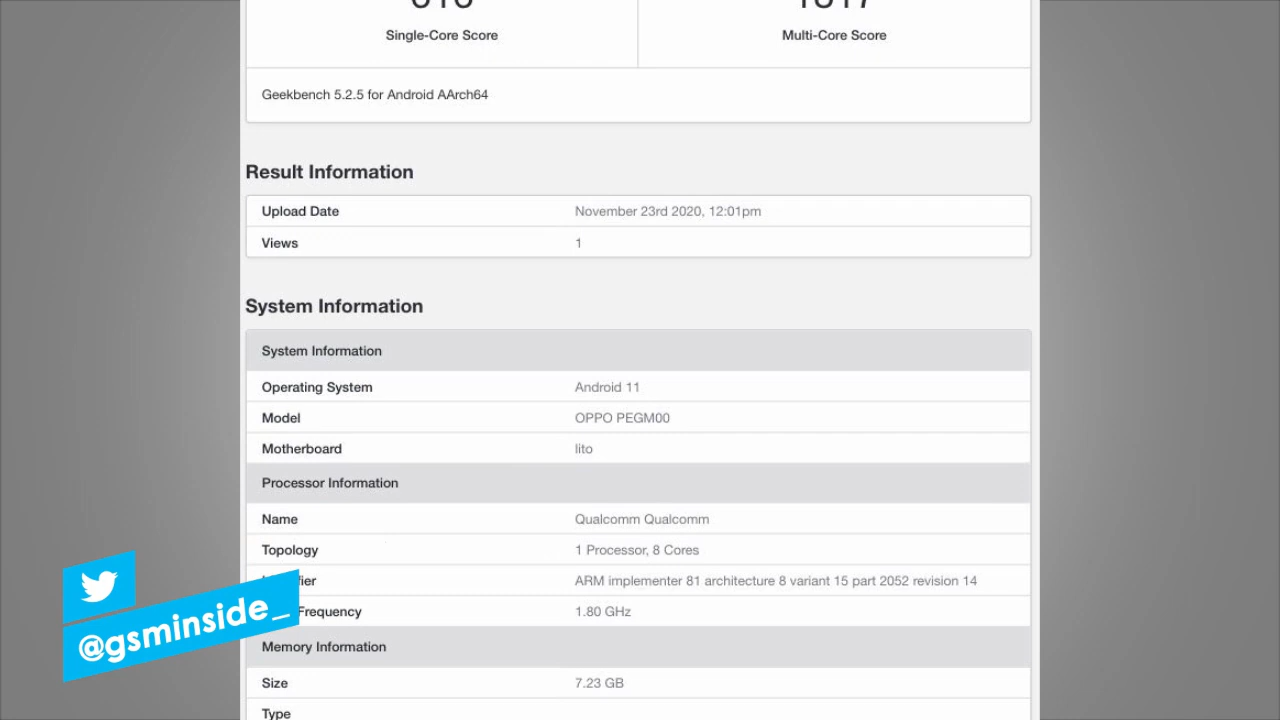 Single-Core Score Multi-Core Score
Geekbench 5.2.5 for Android AArch64
Result Information
Upload Date November 23rd 2020, 12:01pm
Views 1
System Information
System Information
Operating System Android 11
Model OPPO PEGM00
Motherboard lito
Processor Information
Name Qualcomm Qualcomm
Topology 1 Processor, 8 Cores
ARM implementer 81 architecture 8 variant 15 part 2052 revision 14
Frequency 1.80 GHz
Memory Information
Size 7.23 GB
Type
@gsminside_